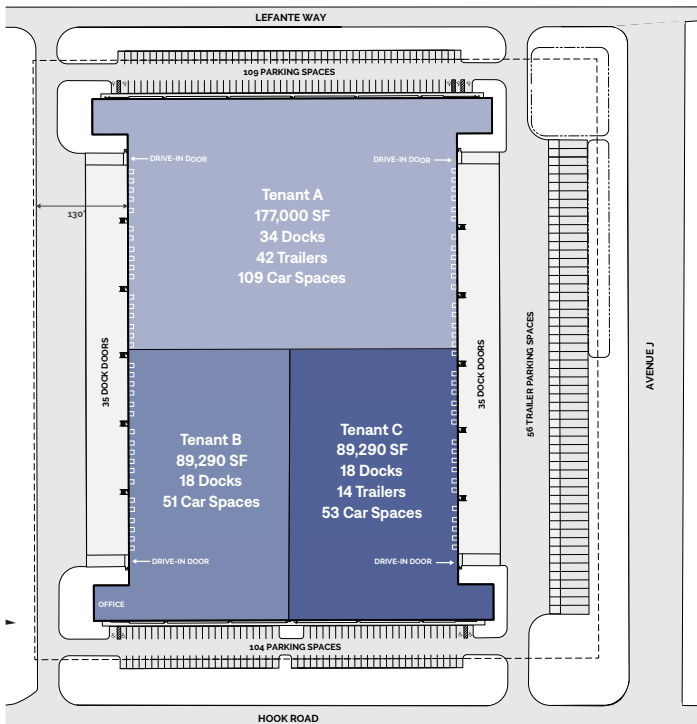 LEFANTE WAY
109 PARKING SPACES
DRIVE-IN DOOR
DRIVE-IN DOOR
Tenant A
177,000 SF
34 Docks
42 Trailers
109 Car Spaces
130'
35 DOCK DOORS
35 DOCK DOORS
56 TRAILER PARKING SPACES
AVENUE J
Tenant B
89,290 SF
18 Docks
51 Car Spaces
Tenant C
89,290 SF
18 Docks
14 Trailers
53 Car Spaces
DRIVE-IN DOOR
DRIVE-IN DOOR
OFFICE
104 PARKING SPACES
HOOK ROAD